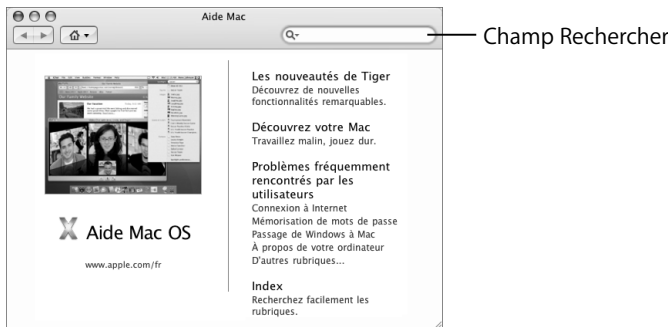 Aide Mac
Champ Rechercher
Les nouveautés de Tiger
Découvrez de nouvelles
fonctionnalités remarquables.
Découvrez votre Mac
Travaillez malin, jouez dur.
Problèmes fréquemment
rencontrés par les
utilisateurs
Connexion à Internet
Mémorisation de mots de passe
Passage de Windows à Mac
À propos de votre ordinateur
D'autres rubriques...
Index
Recherchez facilement les
rubriques.
Aide Mac OS
www.apple.com/fr